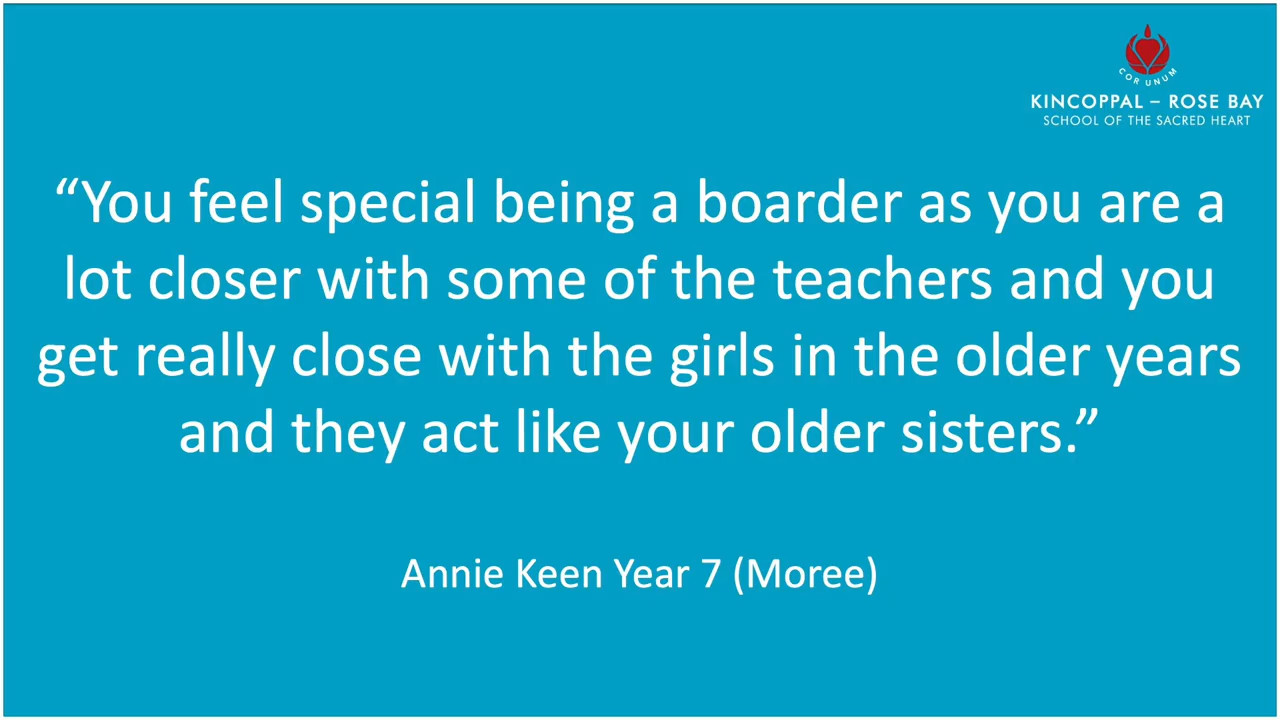 COR UNUM
KINCOPPAL – ROSE BAY
SCHOOL OF THE SACRED HEART
“You feel special being a boarder as you are a
lot closer with some of the teachers and you
get really close with the girls in the older years
and they act like your older sisters.”
Annie Keen Year 7 (Moree)